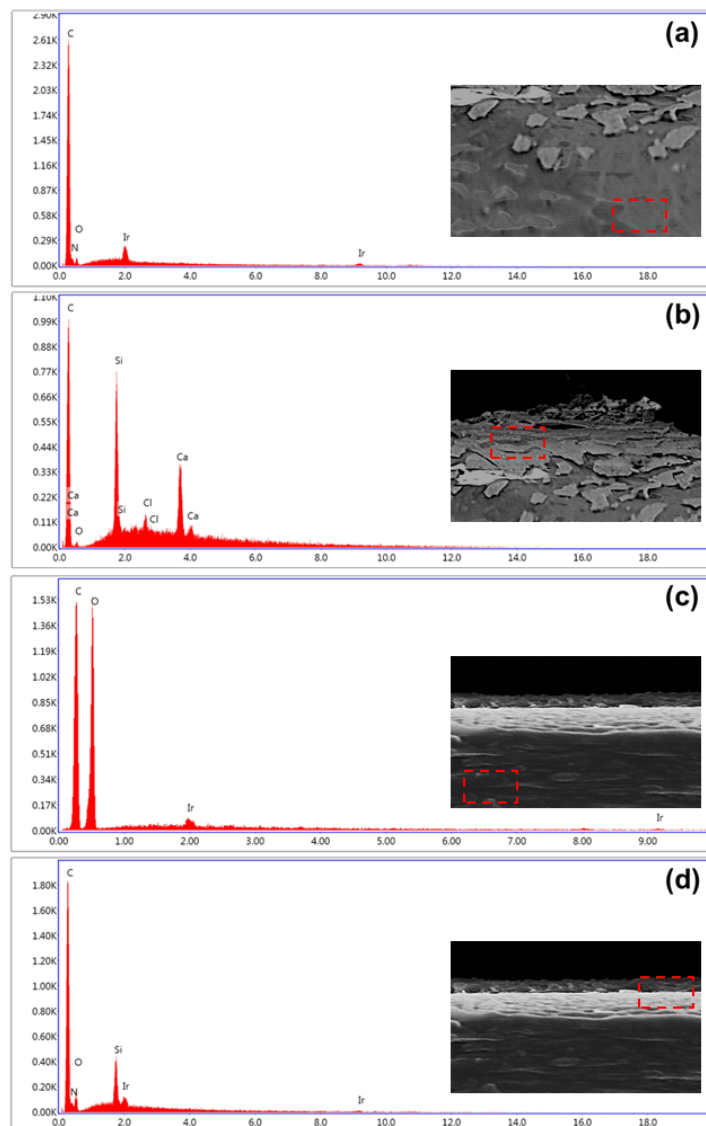 (a)
2.90K
C
2.61K
2.32K
2.03K
1.74K
1.45K
1.16K
0.87K
0.58K
O
Ir
0.29K
N
Ir
0.00K
0.0 2.0 4.0 6.0 8.0 10.0 12.0 14.0 16.0 18.0
(b)
1.10K
C
0.99K
0.88K
Si
0.77K
0.66K
0.55K
0.44K
Ca
0.33K
Ca
0.22K
Si
Cl
Ca
0.11K
Cl
Ca
O
0.00K
0.0 2.0 4.0 6.0 8.0 10.0 12.0 14.0 16.0 18.0
(c)
C
O
1.53K
1.36K
1.19K
1.02K
0.85K
0.68K
0.51K
0.34K
0.17K
Ir
Ir
0.00K
1.00 2.00 3.00 4.00 5.00 6.00 7.00 8.00 9.00
(d)
C
1.80K
1.60K
1.40K
1.20K
1.00K
0.80K
0.60K
Si
0.40K
O
0.20K
N
Ir
Ir
0.00K
0.0 2.0 4.0 6.0 8.0 10.0 12.0 14.0 16.0 18.0